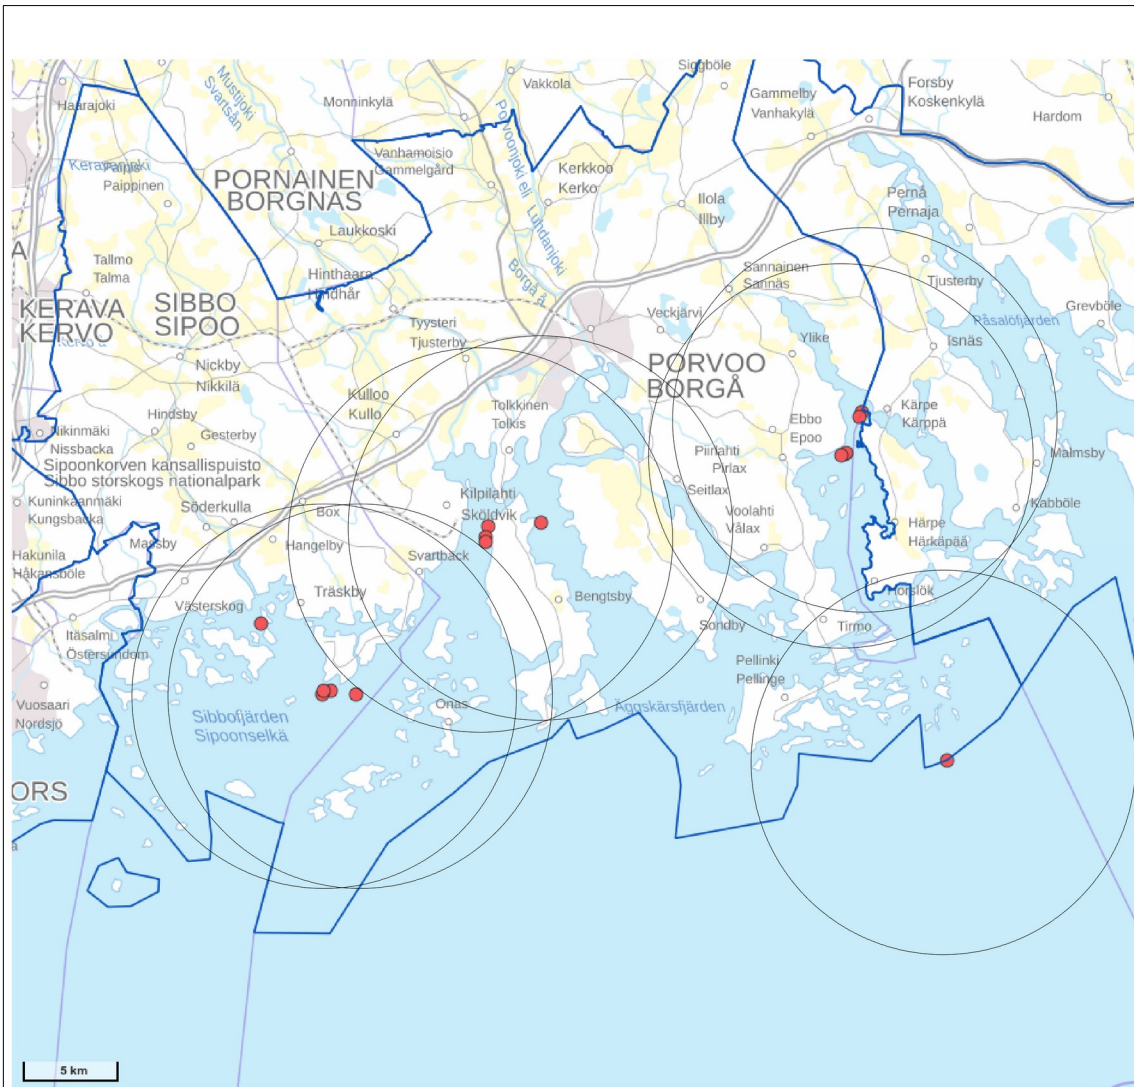 Siggböle
Vakkola
Forsby
Koskenkylä
Gammelby
Vanhakylä
Hardom
Haarajoki
Mustijoki
Svartsån
Monninkylä
Porvoonjoki eli
Luhdanjoki
Borgå å
Vanhamoisio
Gammelgård
Kerkkoo
Kerko
Keravanjoki
Paippinen
PORNAINEN
BORGNAS
Laukkoski
Ilola
Illby
Pernå
Pernaja
Tallmo
Talma
Hinthaara
Hindhår
Sannainen
Sannäs
Tjusterby
A
KERAVA
KERVO
SIBBO
SIPOO
Tyysteri
Tjusterby
Veckjärvi
Ylike
Påsalöfjärden
Grevböle
Isnäs
Nickby
Nikkilä
PORVOO
BORGÅ
Kulloo
Kullo
Tolkkinen
Tolkis
Hindsby
Gesterby
Nikinmäki
Nissbacka
Ebbo
Epoo
Kärpe
Kärppä
Sipoonkorven kansallispuisto
Sibbo storskogs nationalpark
Piirlahti
Pirlax
Malmsby
Kuninkaanmäki
Kungsbacka
Söderkulla
Box
Kilpilahti
Sköldvik
Seitlax
Voolahti
Vålax
Kabböle
Härpe
Härkäpää
Massby
Hangelby
Svartbäck
Hakunila
Håkansböle
Västerskog
Träskby
Bengtsby
Horslök
Sondby
Tirmo
Itäsalmi
Östersundom
Pellinki
Pellinge
Vuosaari
Nordsjö
Sibbofjärden
Sipoonselkä
Onas
Äggskärsfjärden
ORS
5 km